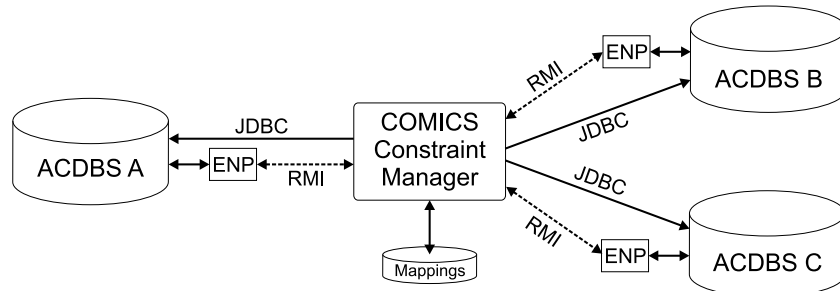 RMI
ENP
ACDBS B
JDBC
COMICS
Constraint
Manager
JDBC
ACDBS A
ENP
RMI
JDBC
RMI
ENP
ACDBS C
Mappings